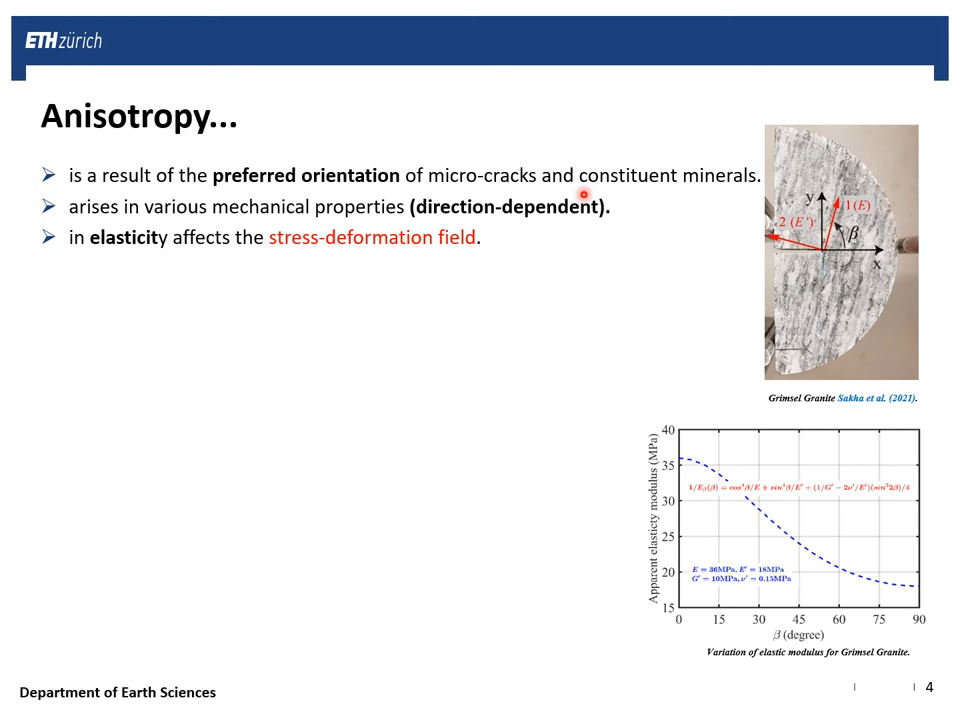 ETH zürich
Anisotropy...
➢ is a result of the preferred orientation of micro-cracks and constituent minerals.
➢ arises in various mechanical properties (direction-dependent).
➢ in elasticity affects the stress-deformation field.
y
1(E)
2 (E')
β
x
Grimsel Granite Sakha et al. (2021).
Apparent elasticty modulus (MPa)
40
35
30
25
20
15
1/E_β(β) = cos⁴β/E + sin⁴β/E' + (1/G' − 2ν'/E')(sin²2β)/4
E = 36MPa, E' = 18MPa
G' = 10MPa, ν' = 0.15MPa
0 15 30 45 60 75 90
β (degree)
Variation of elastic modulus for Grimsel Granite.
Department of Earth Sciences
4